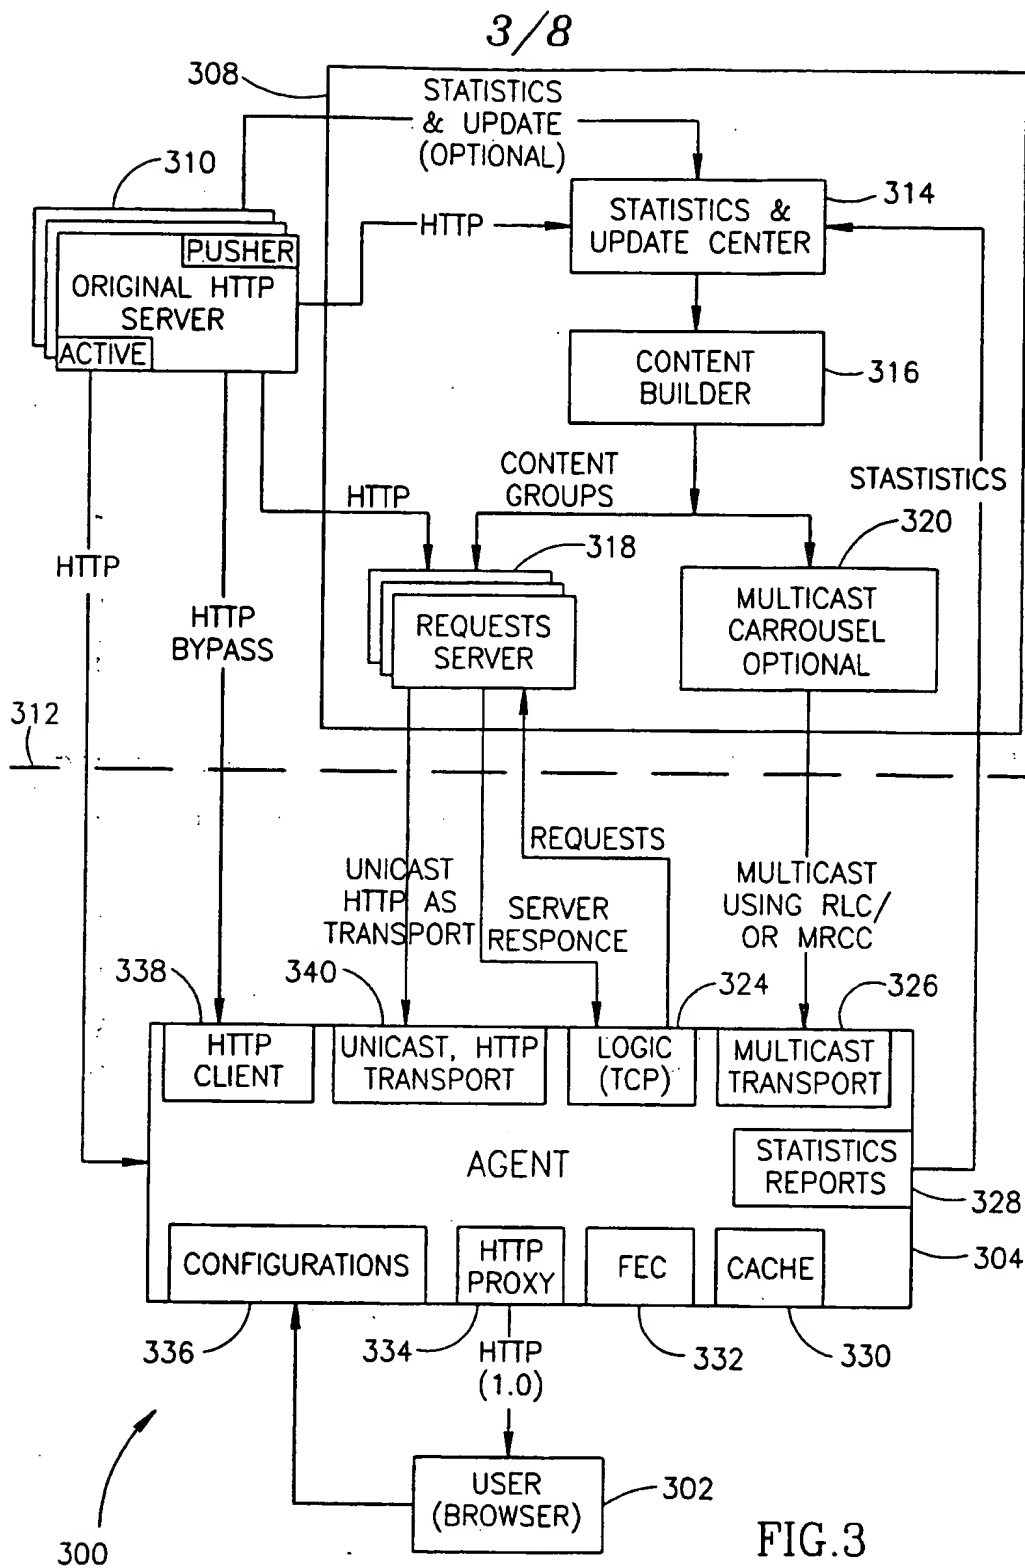 3/8
308
STATISTICS
& UPDATE
(OPTIONAL)
310
314
STATISTICS &
UPDATE CENTER
HTTP
PUSHER
ORIGINAL HTTP
SERVER
ACTIVE
CONTENT
BUILDER
316
CONTENT
GROUPS
STASTISTICS
HTTP
320
318
HTTP
MULTICAST
CARROUSEL
OPTIONAL
HTTP
BYPASS
REQUESTS
SERVER
312
REQUESTS
UNICAST
HTTP AS
TRANSPORT
SERVER
RESPONCE
MULTICAST
USING RLC/
OR MRCC
338
340
324
326
HTTP
CLIENT
UNICAST, HTTP
TRANSPORT
LOGIC
(TCP)
MULTICAST
TRANSPORT
AGENT
STATISTICS
REPORTS
328
304
CONFIGURATIONS
HTTP
PROXY
FEC
CACHE
336
334
332
330
HTTP
(1.0)
USER
(BROWSER)
302
300
FIG.3